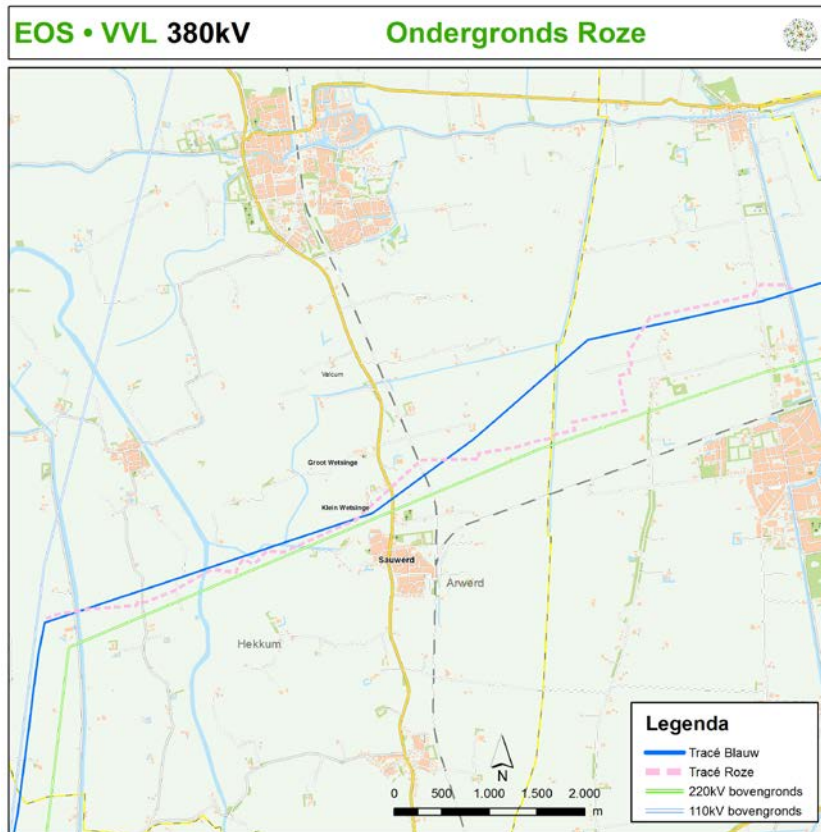 EOS • VVL 380kV
Ondergronds Roze
Groot Wetsinge
Klein Wetsinge
Sauwerd
Arwerd
Hekkum
Legenda
Tracé Blauw
Tracé Roze
220kV bovengronds
110kV bovengronds
N
0 500 1.000 1.500 2.000
m